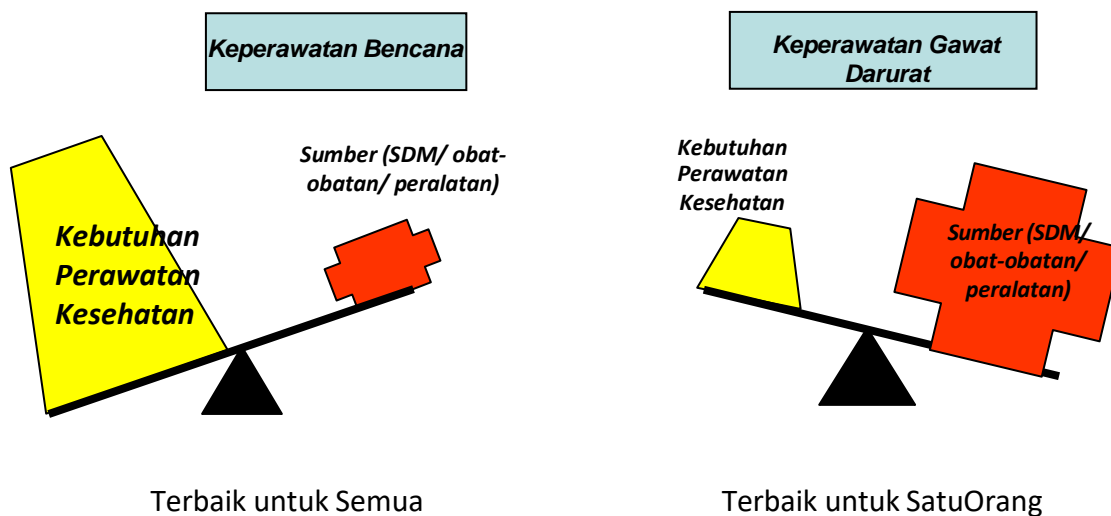 Keperawatan Bencana
Sumber (SDM/ obat-
obatan/ peralatan)
Kebutuhan
Perawatan
Kesehatan
Terbaik untuk Semua
Keperawatan Gawat
Darurat
Kebutuhan
Perawatan
Kesehatan
Sumber (SDM/
obat-obatan/
peralatan)
Terbaik untuk SatuOrang